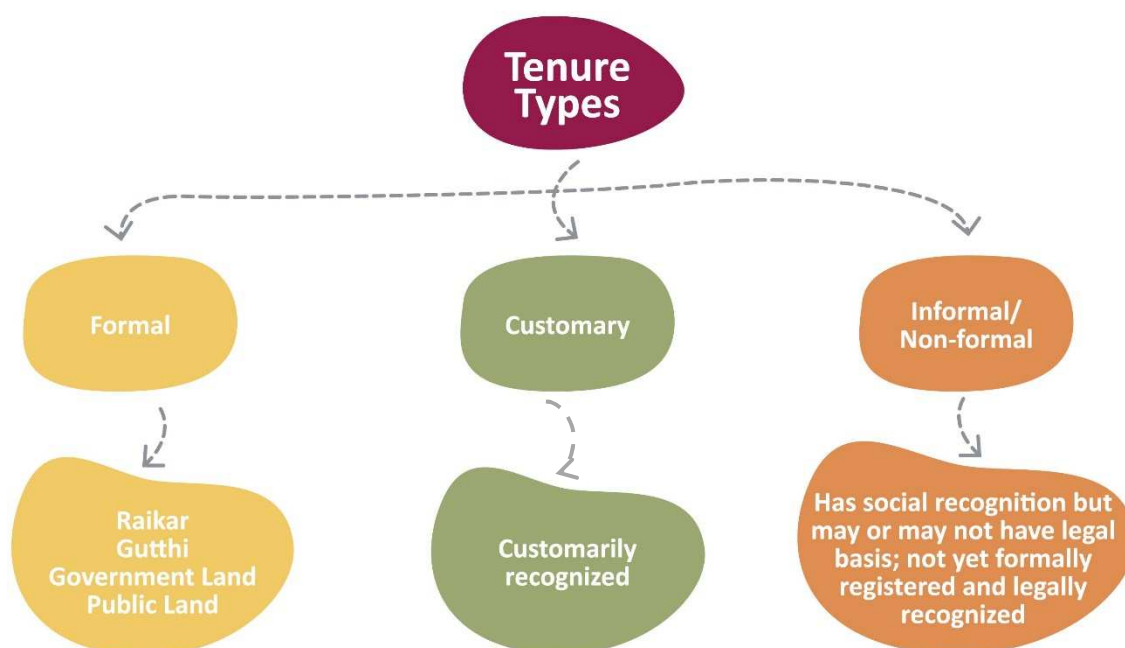 Tenure
Types
Formal
Customary
Informal/
Non-formal
Raikar
Gutthi
Government Land
Public Land
Customarily
recognized
Has social recognition but
may or may not have legal
basis; not yet formally
registered and legally
recognized